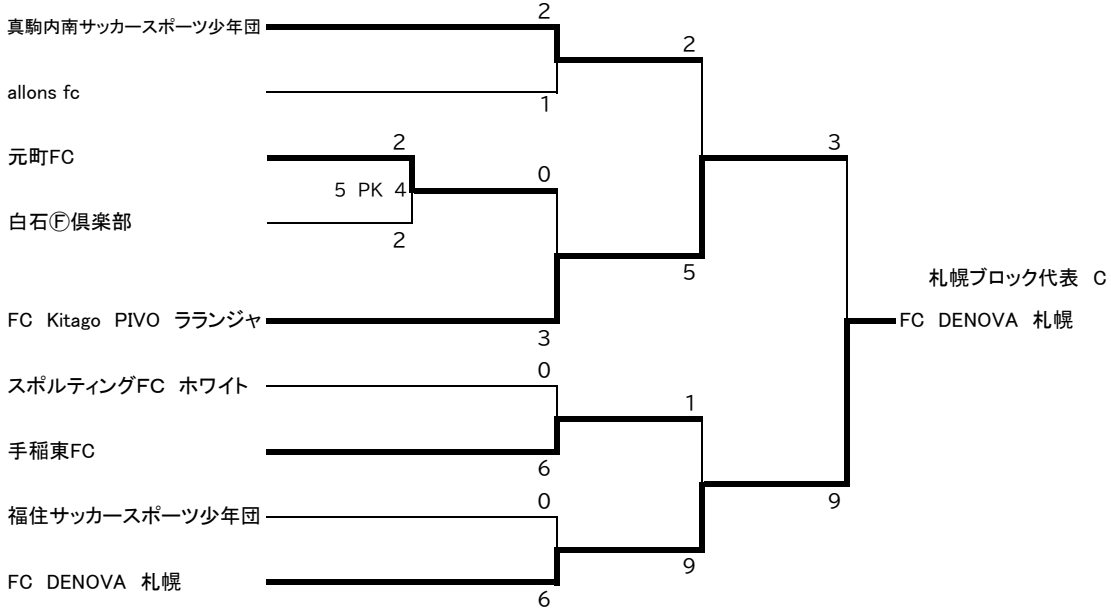 2
真駒内南サッカースポーツ少年団
2
allons fc
1
2
3
元町FC
0
5 PK 4
白石Ⓕ倶楽部
2
5
札幌ブロック代表 C
FC Kitago PIVO ラランジャ
FC DENOVA 札幌
3
0
スポルティングFC ホワイト
1
手稲東FC
6
0
9
福住サッカースポーツ少年団
9
FC DENOVA 札幌
6